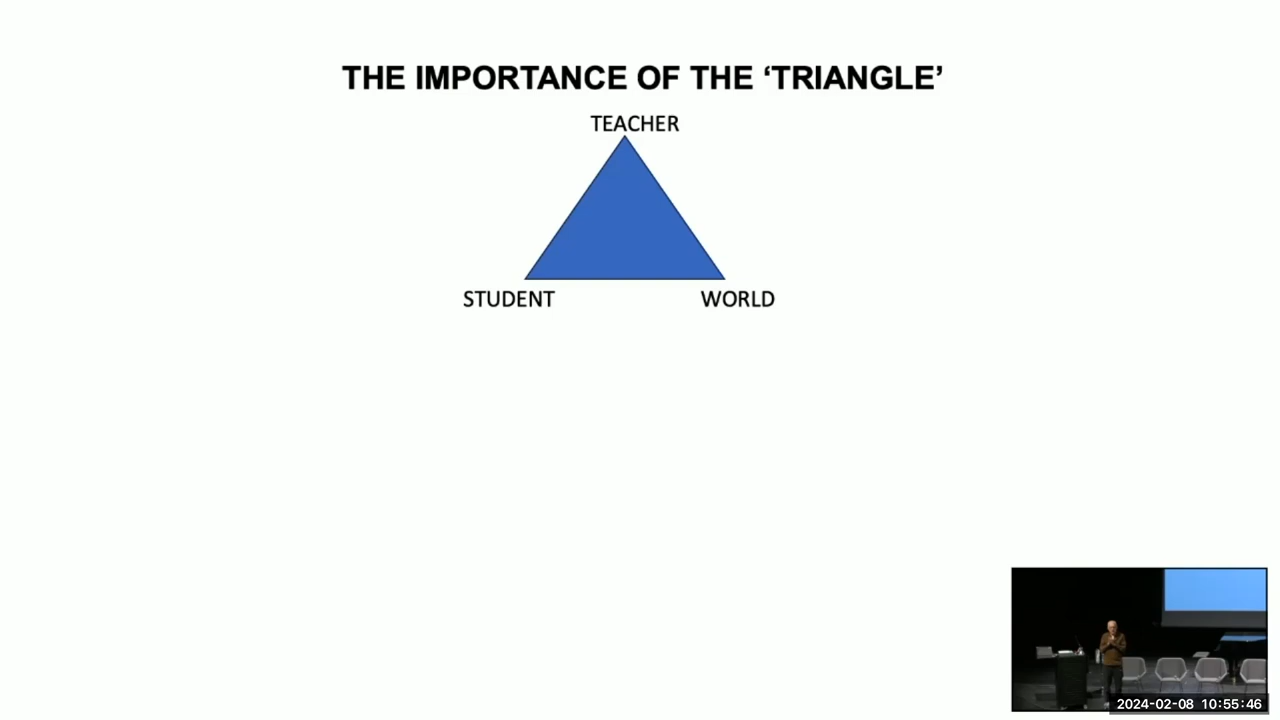 THE IMPORTANCE OF THE ‘TRIANGLE’
TEACHER
STUDENT
WORLD
2024-02-08 10:55:46